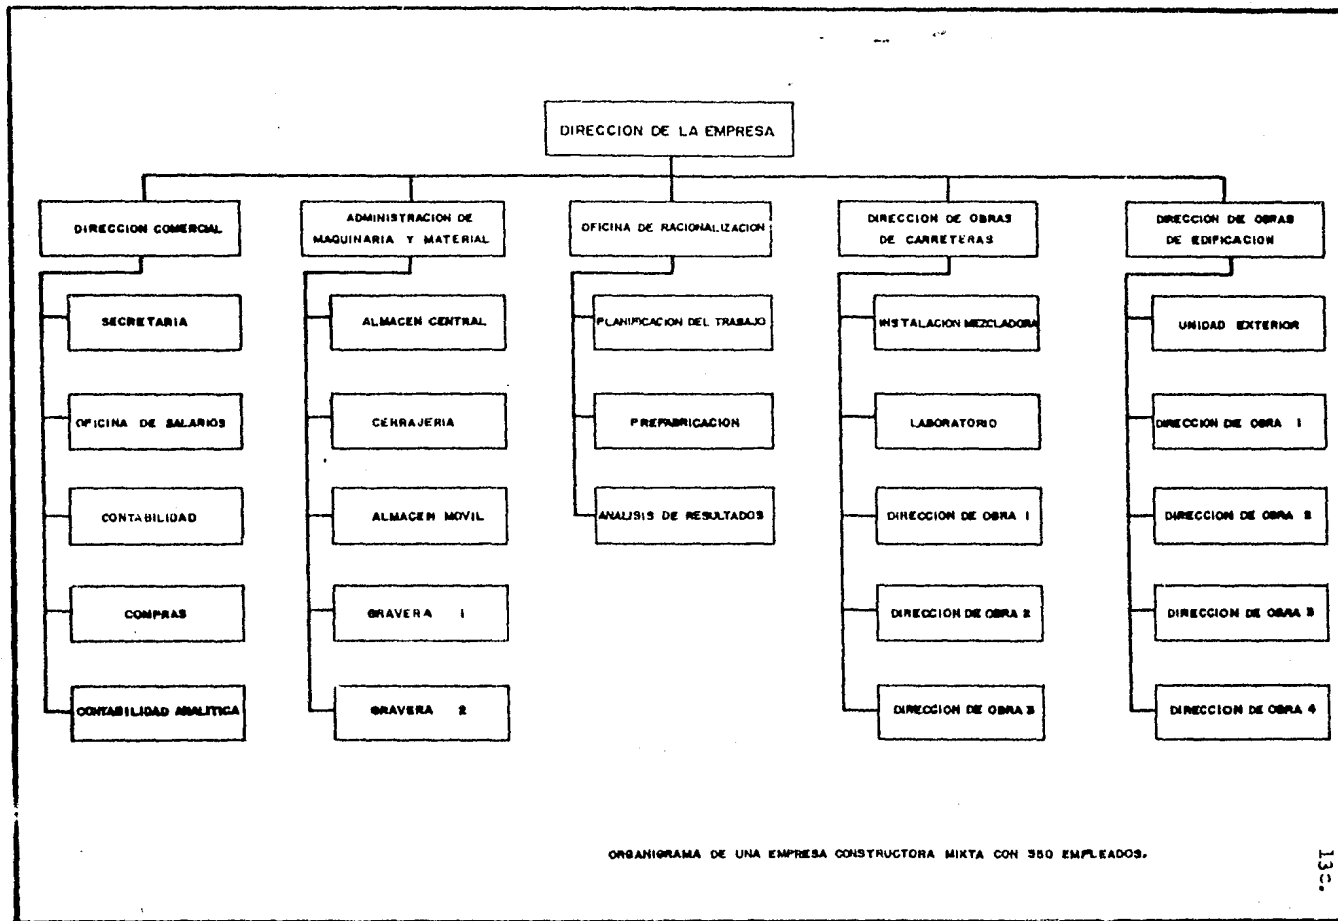 DIRECCION DE LA EMPRESA
DIRECCION COMERCIAL
SECRETARIA
OFICINA DE SALARIOS
CONTABILIDAD
COMPRAS
CONTABILIDAD ANALITICA
ADMINISTRACION DE
MAQUINARIA Y MATERIAL
ALMACEN CENTRAL
CERRAJERIA
ALMACEN MOVIL
GRAVERA 1
GRAVERA 2
OFICINA DE RACIONALIZACION
PLANIFICACION DEL TRABAJO
PREFABRICACION
ANALISIS DE RESULTADOS
DIRECCION DE OBRAS
DE CARRETERAS
INSTALACION MEZCLADORA
LABORATORIO
DIRECCION DE OBRA 1
DIRECCION DE OBRA 2
DIRECCION DE OBRA 3
DIRECCION DE OBRAS
DE EDIFICACION
UNIDAD EXTERIOR
DIRECCION DE OBRA 1
DIRECCION DE OBRA 2
DIRECCION DE OBRA 3
DIRECCION DE OBRA 4
ORGANIGRAMA DE UNA EMPRESA CONSTRUCTORA MIXTA CON 350 EMPLEADOS.